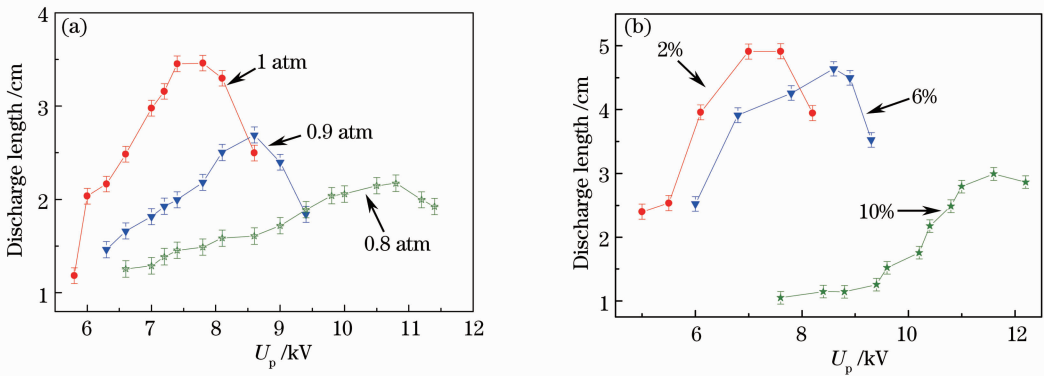 (a)
Discharge length /cm
4
3
2
1
1 atm
0.9 atm
0.8 atm
6 7 8 9 10 11 12
Up /kV
(b)
Discharge length /cm
5
4
3
2
1
2%
6%
10%
6 8 10 12
Up /kV